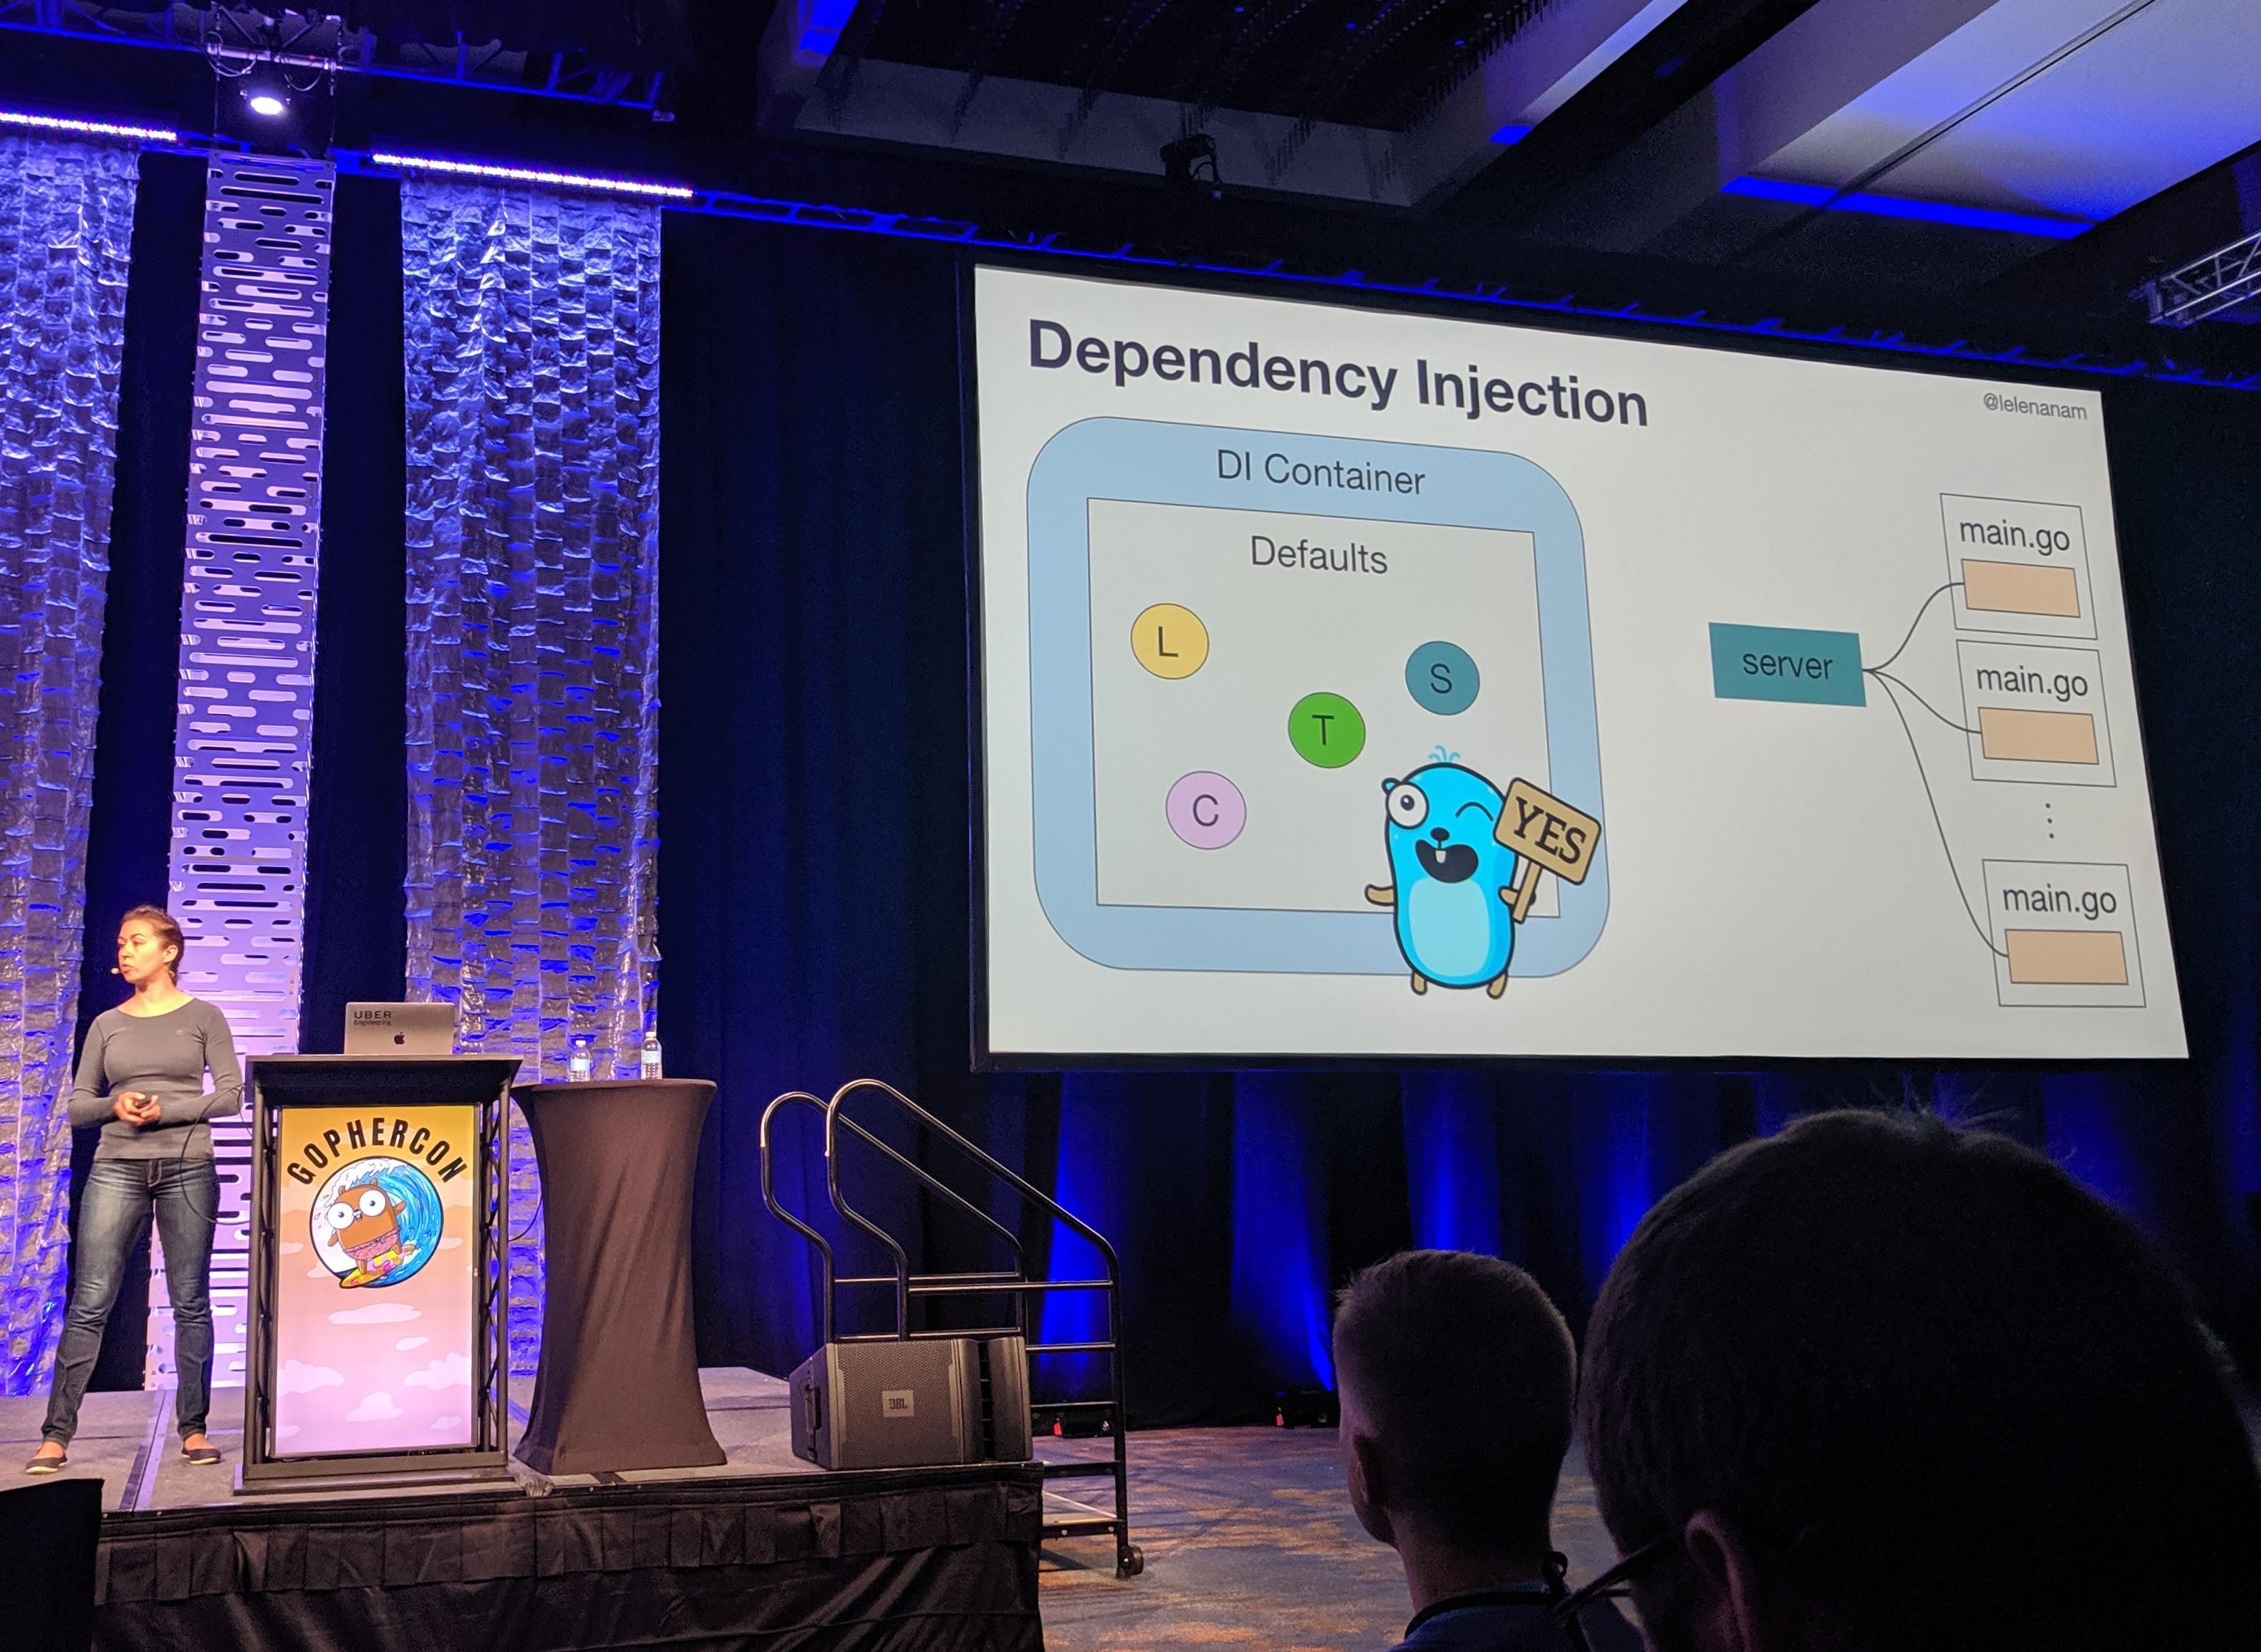 Dependency Injection
@lelenanam
DI Container
Defaults
L
S
T
C
YES
server
main.go
main.go
main.go
UBER
Engineering
GOPHERCON
JBL